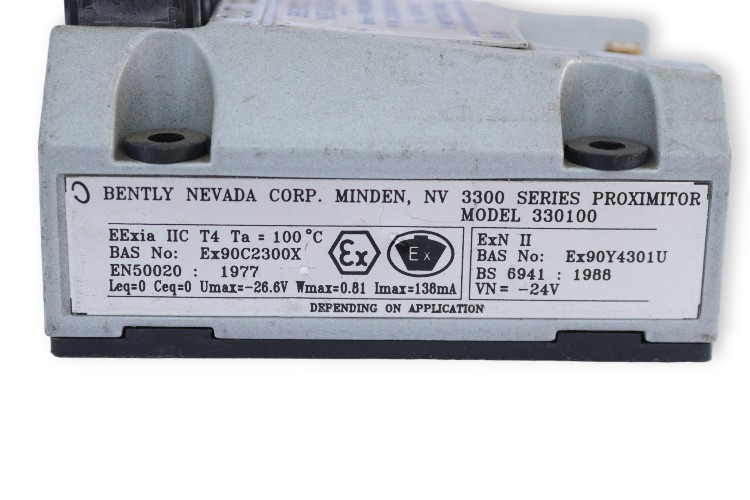 BENTLY NEVADA CORP. MINDEN, NV 3300 SERIES PROXIMITOR
MODEL 330100
EExia IIC T4 Ta = 100°C
BAS No: Ex90C2300X
EN50020 : 1977
Leq=0 Ceq=0 Umax=-26.6V Wmax=0.81 Imax=138mA
Ex
Ex
ExN II
BAS No: Ex90Y4301U
BS 6941 : 1988
VN= -24V
DEPENDING ON APPLICATION